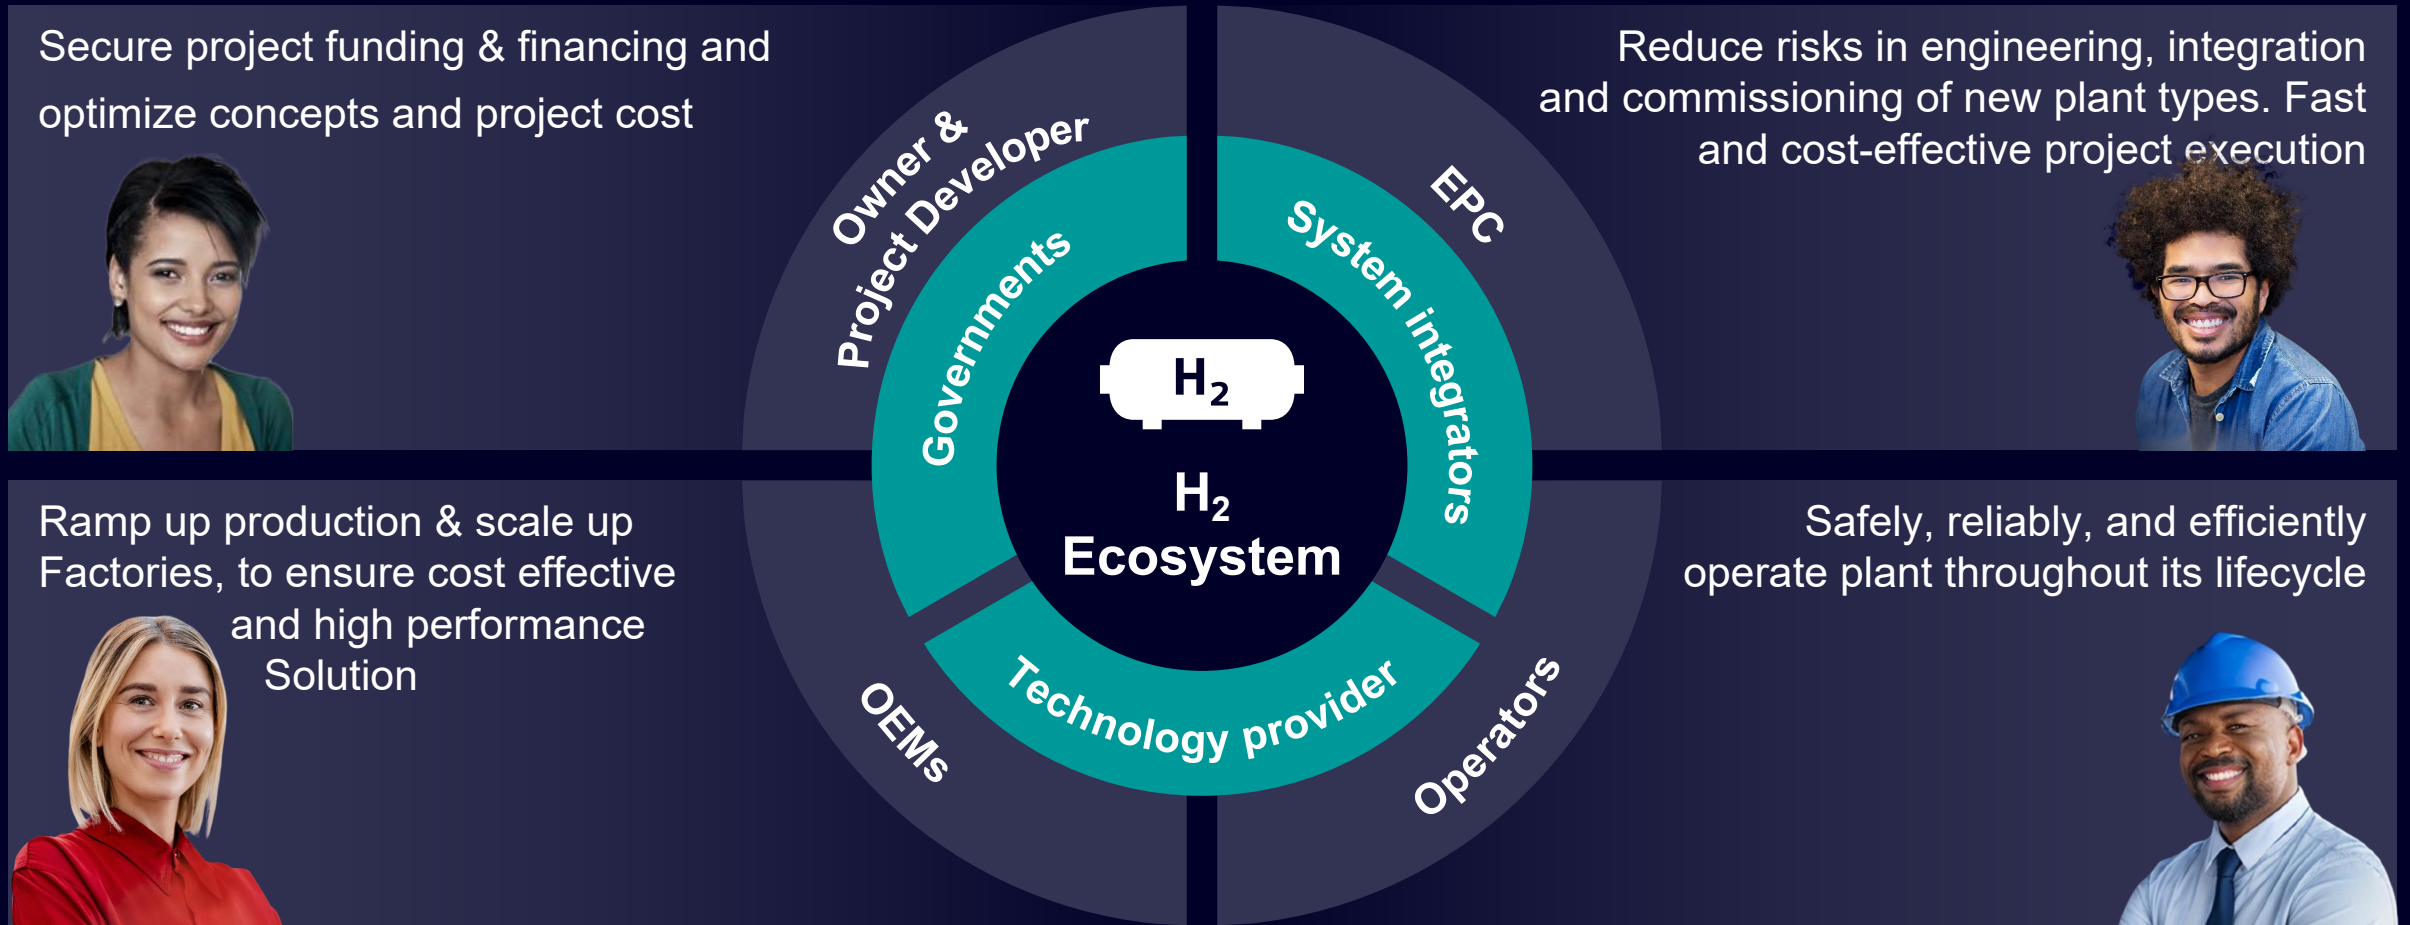 Secure project funding & financing and
optimize concepts and project cost
Reduce risks in engineering, integration
and commissioning of new plant types. Fast
and cost-effective project execution
Owner &
Project Developer
EPC
Governments
System integrators
H₂
H₂
Ecosystem
Ramp up production & scale up
Factories, to ensure cost effective
and high performance
Solution
Safely, reliably, and efficiently
operate plant throughout its lifecycle
OEMs
Technology provider
Operators